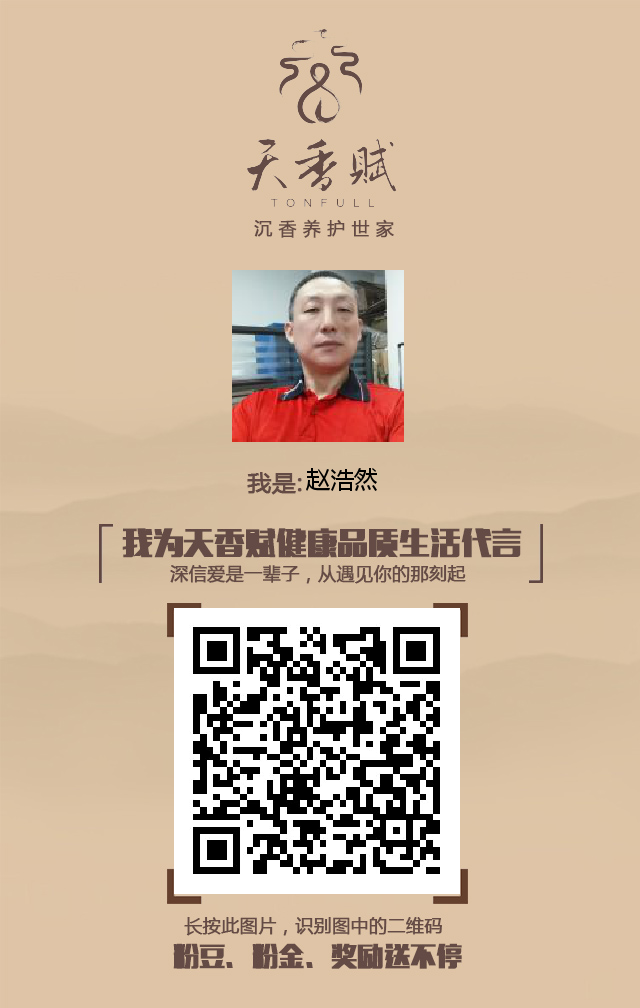 天香赋
TONFULL
沉香养护世家
我是:赵浩然
我为天香赋健康品质生活代言
深信爱是一辈子，从遇见你的那刻起
长按此图片，识别图中的二维码
粉豆、粉金、奖励送不停